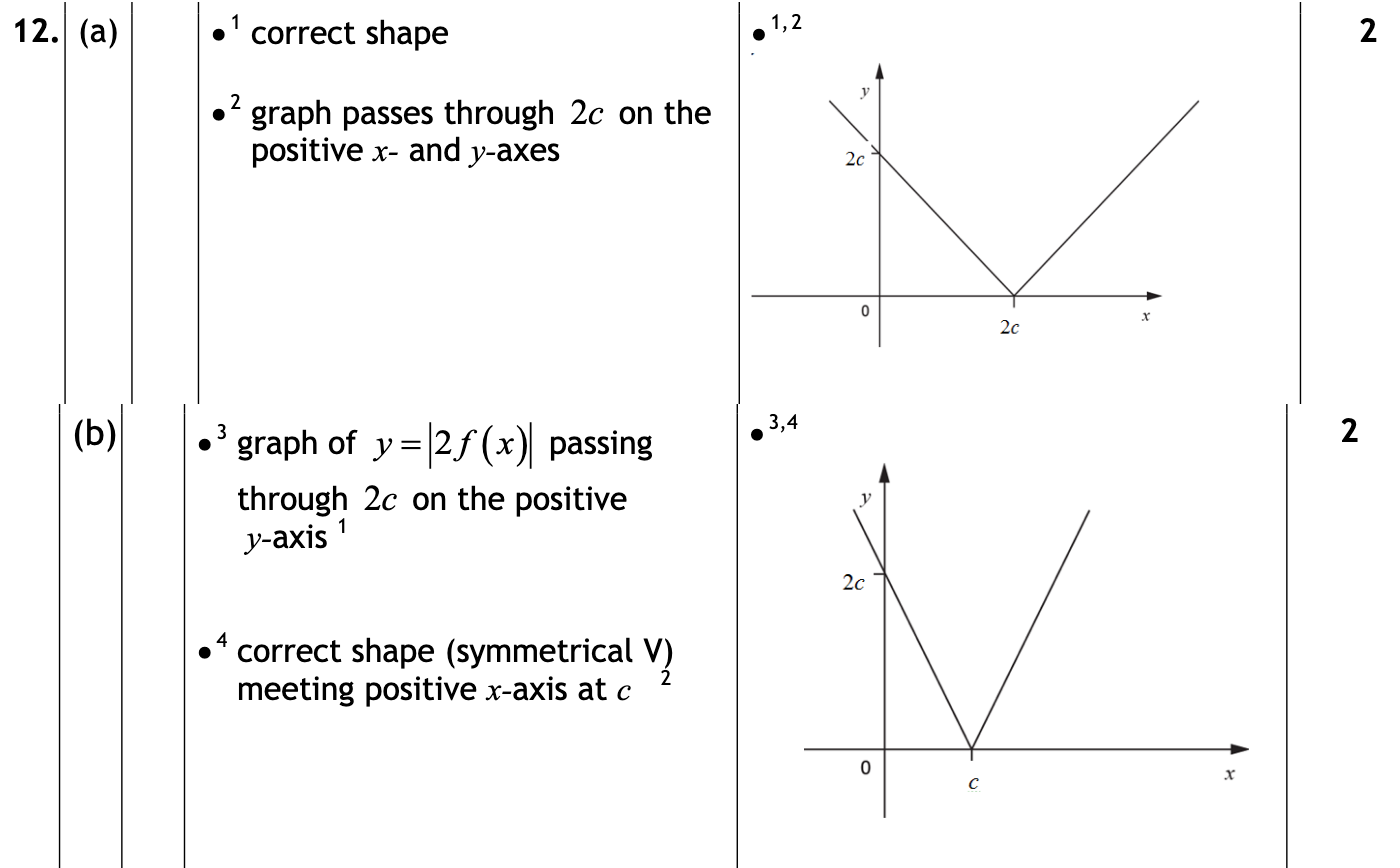 12. (a) •¹ correct shape •¹,² 2
•² graph passes through 2c on the
positive x- and y-axes
y
2c
0
2c
x
(b) •³ graph of y = |2f(x)| passing •³,⁴ 2
through 2c on the positive
y-axis ¹
•⁴ correct shape (symmetrical V)
meeting positive x-axis at c ²
y
2c
0
c
x